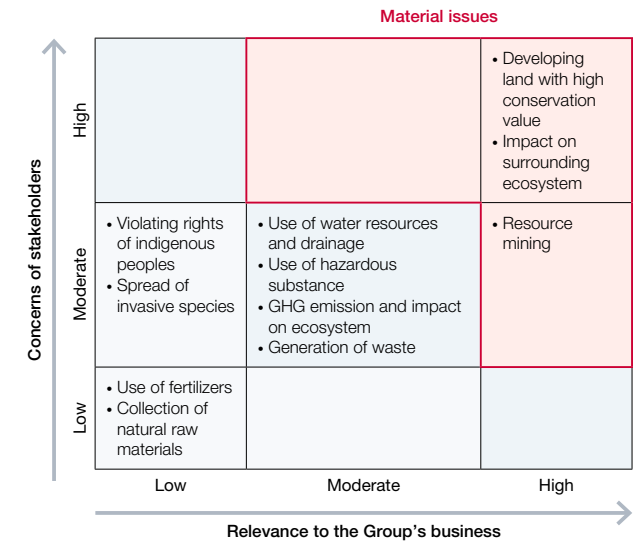 Material issues
Concerns of stakeholders
High
• Developing
land with high
conservation
value
• Impact on
surrounding
ecosystem
Moderate
• Violating rights
of indigenous
peoples
• Spread of
invasive species
• Use of water resources
and drainage
• Use of hazardous
substance
• GHG emission and impact
on ecosystem
• Generation of waste
• Resource
mining
Low
• Use of fertilizers
• Collection of
natural raw
materials
Low
Moderate
High
Relevance to the Group's business